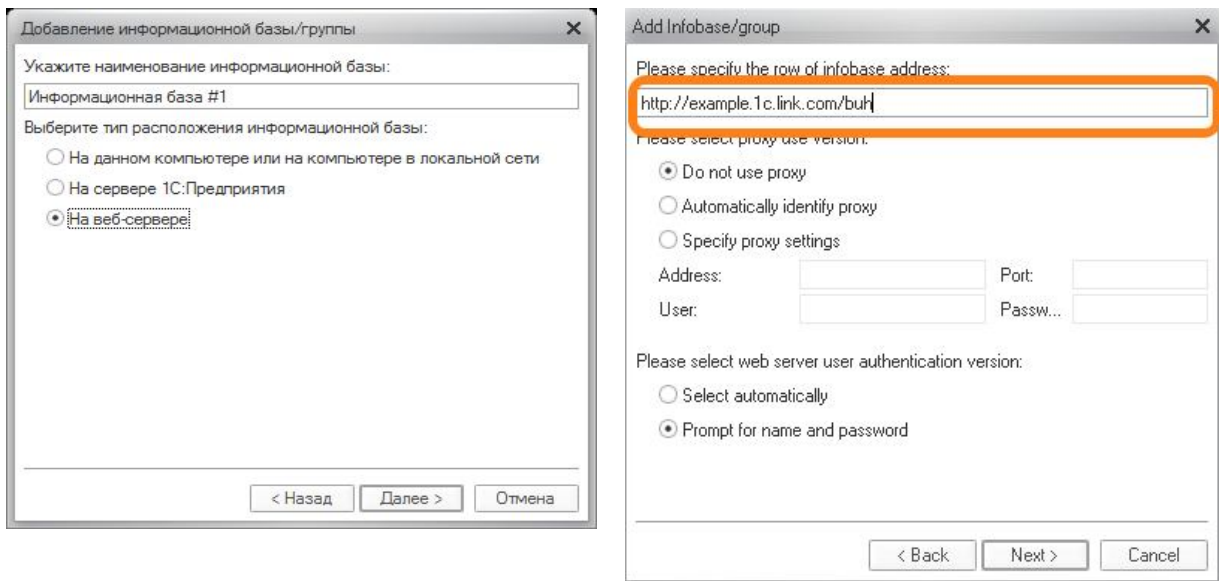 Добавление информационной базы/группы
Укажите наименование информационной базы:
Информационная база #1
Выберите тип расположения информационной базы:
На данном компьютере или на компьютере в локальной сети
На сервере 1С:Предприятия
На веб-сервере
< Назад Далее > Отмена
Add Infobase/group
Please specify the row of infobase address:
http://example.1c.link.com/buh
Please select proxy use version:
Do not use proxy
Automatically identify proxy
Specify proxy settings
Address: Port:
User: Passw...
Please select web server user authentication version:
Select automatically
Prompt for name and password
< Back Next > Cancel